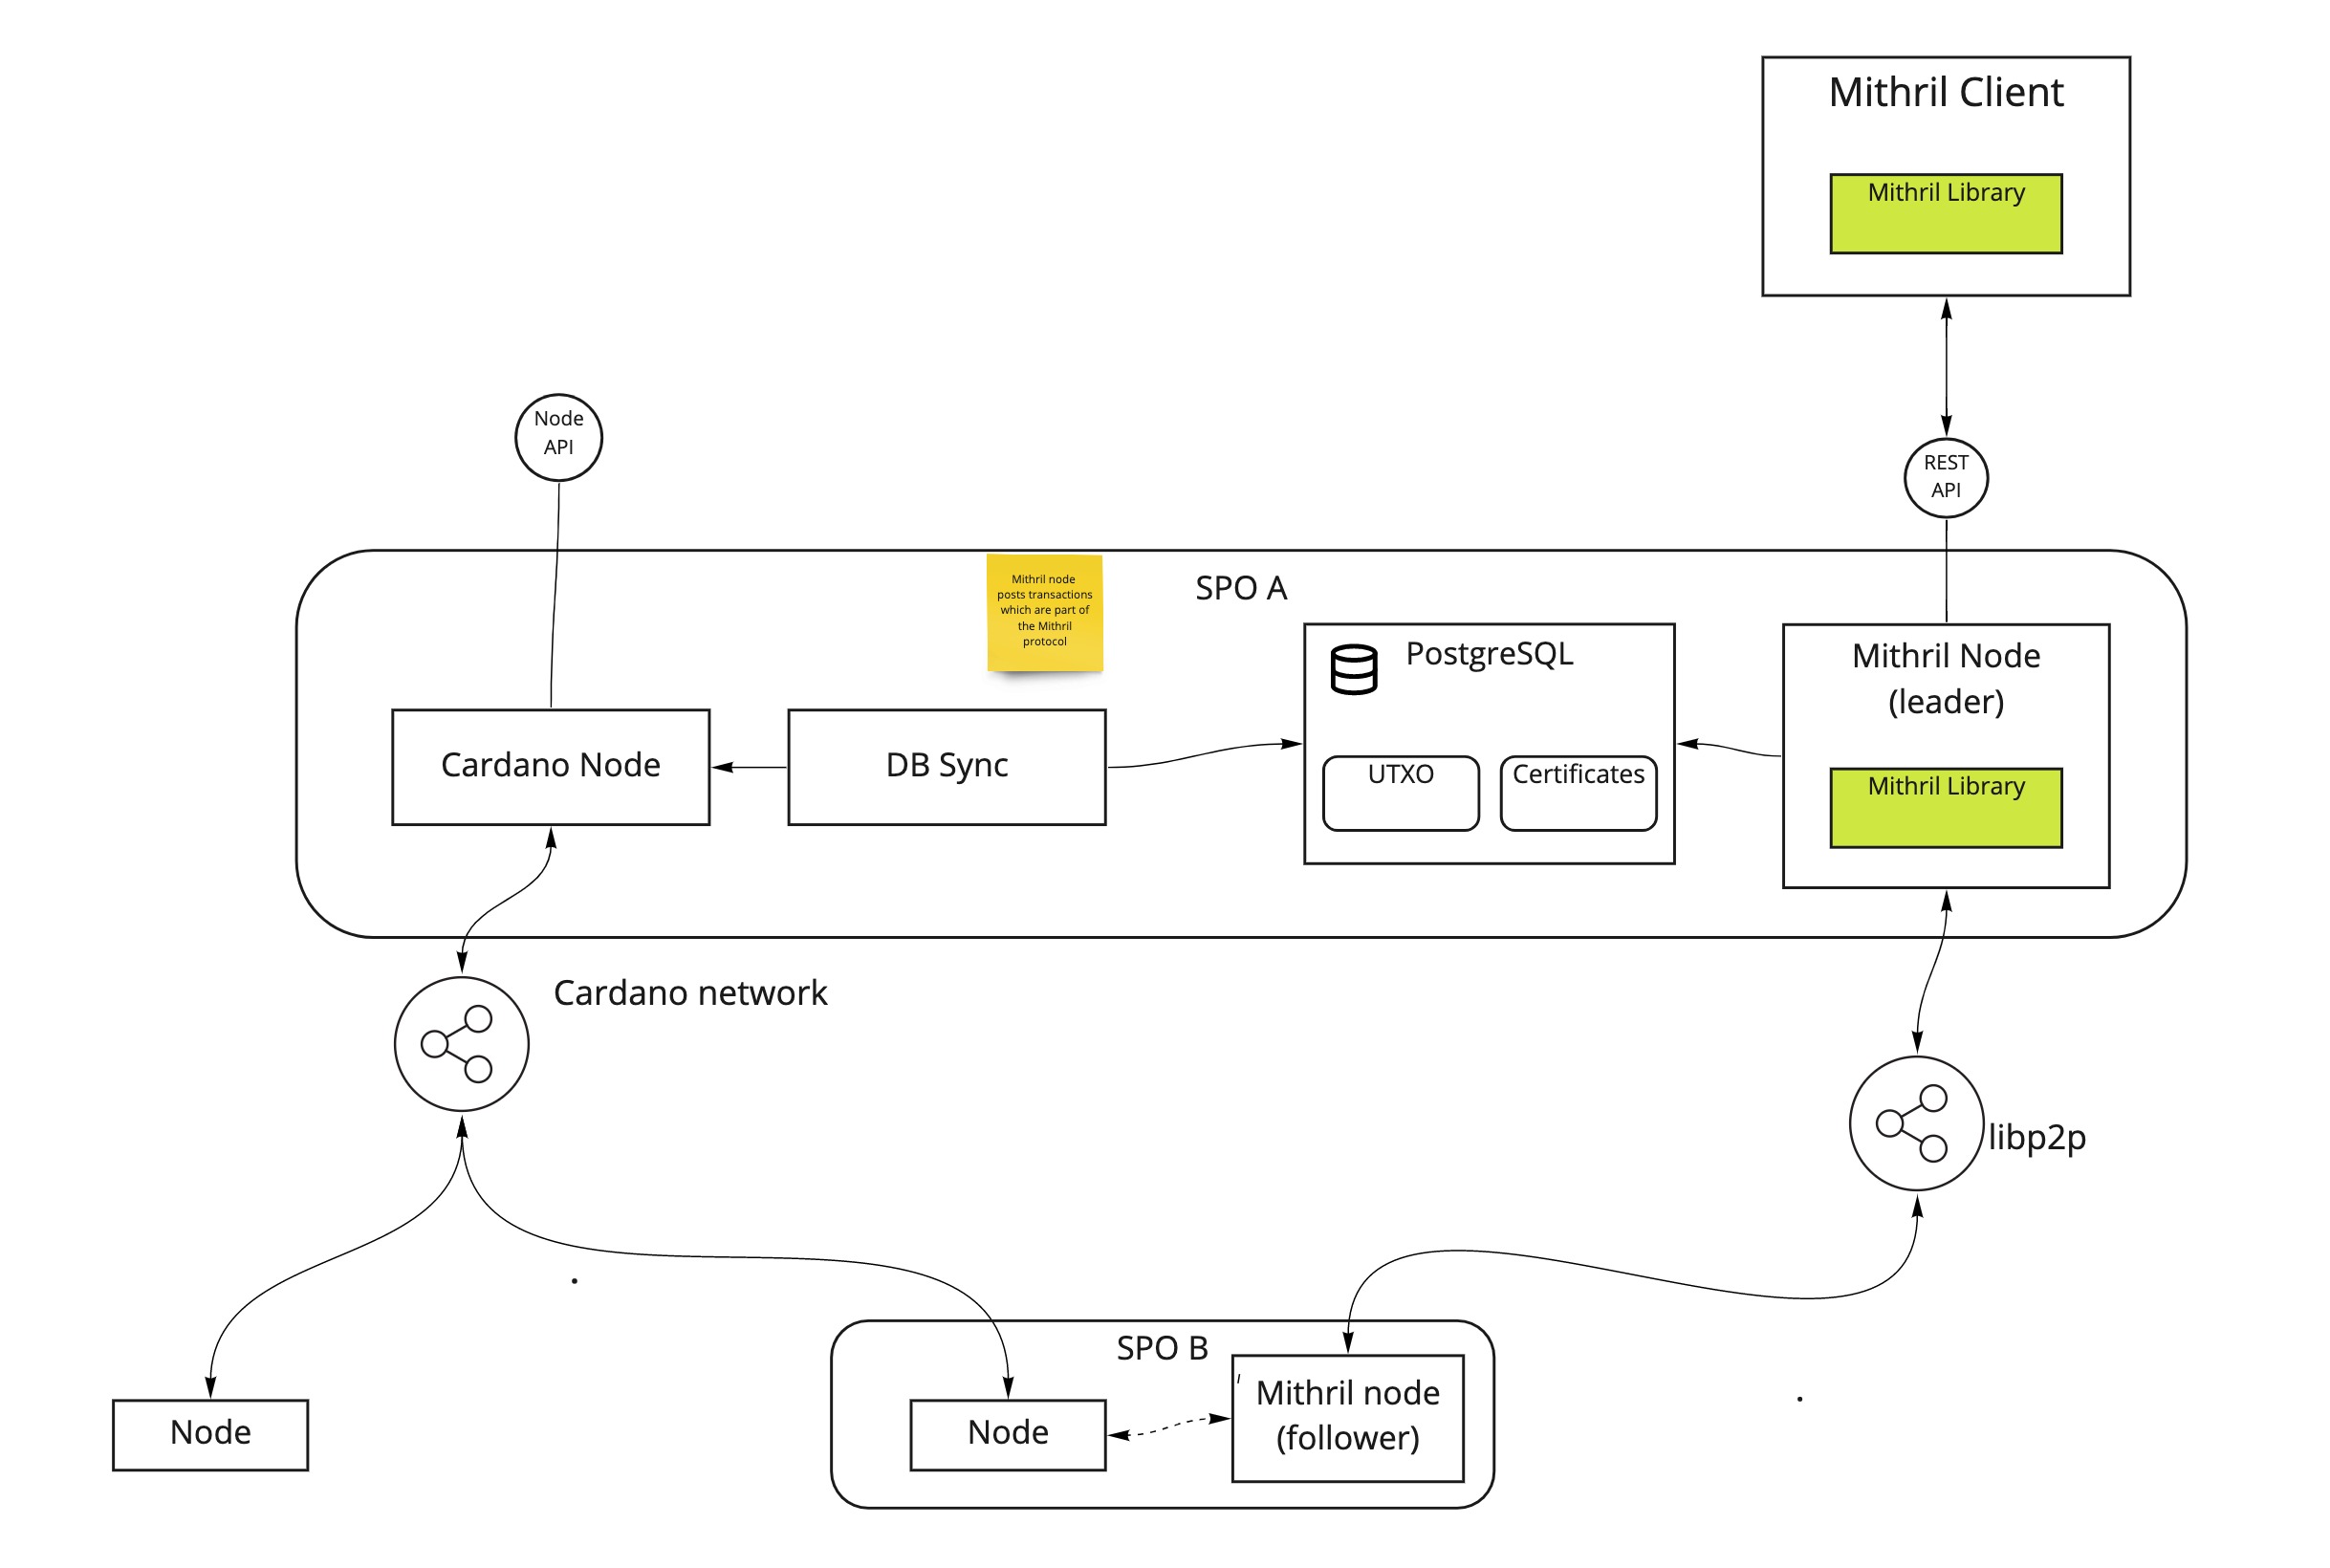 Mithril Client
Mithril Library
Node
API
REST
API
SPO A
Mithril node
posts transactions
which are part of
the Mithril
protocol
PostgreSQL
UTXO
Certificates
Mithril Node
(leader)
Mithril Library
Cardano Node
DB Sync
Cardano network
libp2p
SPO B
Node
Node
Mithril node
(follower)